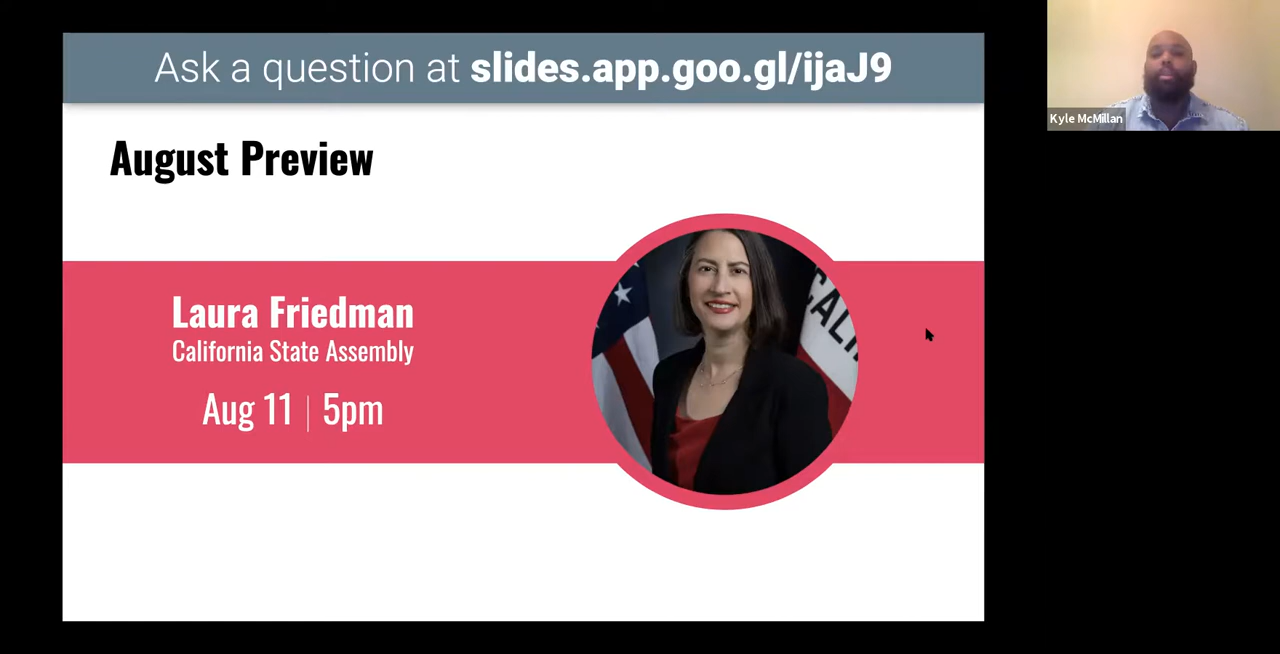 Ask a question at slides.app.goo.gl/ijaJ9
August Preview
Laura Friedman
California State Assembly
Aug 11 | 5pm
CALI
Kyle McMillan